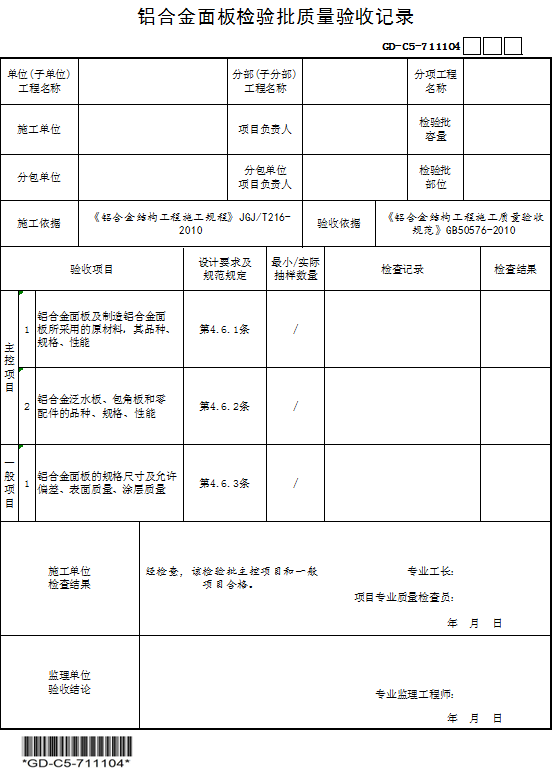 铝合金面板检验批质量验收记录
GD-C5-711104
单位(子单位)
工程名称
分部(子分部)
工程名称
分项工程
名称
施工单位
项目负责人
检验批
容量
分包单位
分包单位
项目负责人
检验批
部位
施工依据
《铝合金结构工程施工规程》JGJ/T216-
2010
验收依据
《铝合金结构工程施工质量验收
规范》GB50576-2010
验收项目
设计要求及
规范规定
最小/实际
抽样数量
检查记录
检查结果
主
控
项
目
1
铝合金面板及制造铝合金面
板所采用的原材料，其品种、
规格、性能
第4.6.1条
/
2
铝合金泛水板、包角板和零
配件的品种、规格、性能
第4.6.2条
/
一
般
项
目
1
铝合金面板的规格尺寸及允许
偏差、表面质量、涂层质量
第4.6.3条
/
施工单位
检查结果
经检查，该检验批主控项目和一般
项目合格。
专业工长：
项目专业质量检查员：
年 月 日
监理单位
验收结论
专业监理工程师：
年 月 日
*GD-C5-711104*